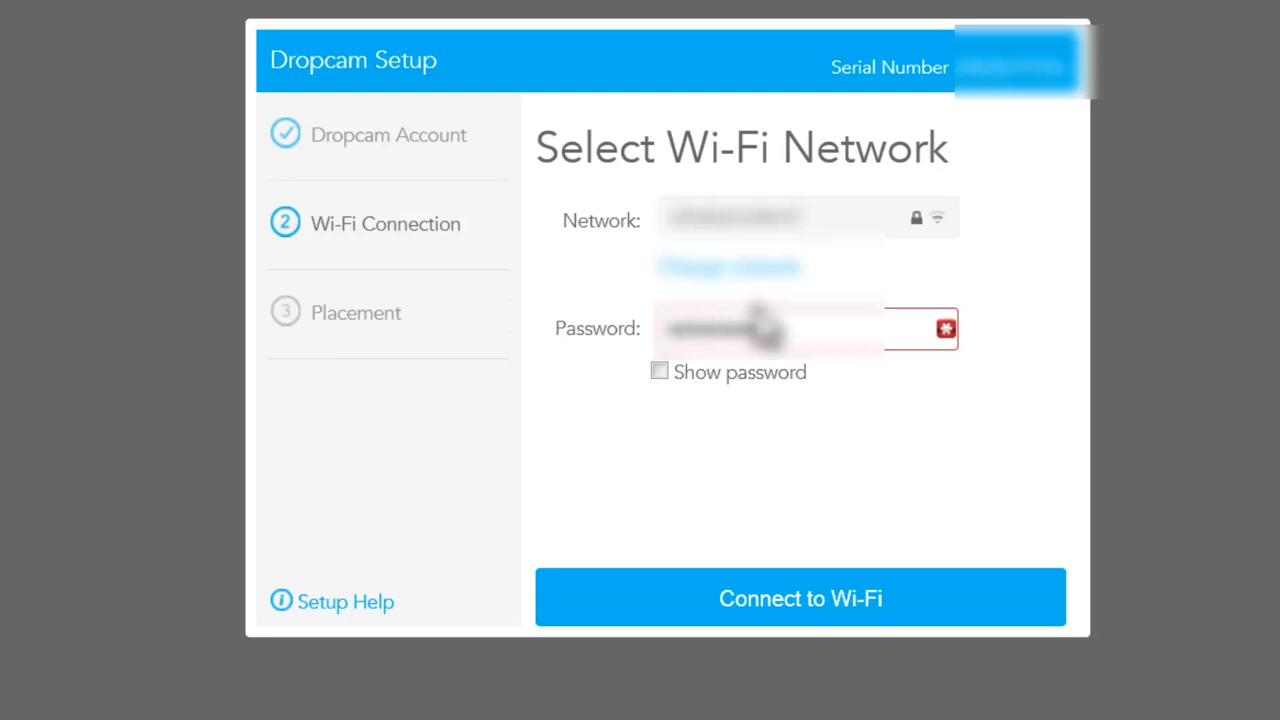 Dropcam Setup
Serial Number
Dropcam Account
2 Wi-Fi Connection
3 Placement
Setup Help
Select Wi-Fi Network
Network:
Password:
Show password
Connect to Wi-Fi